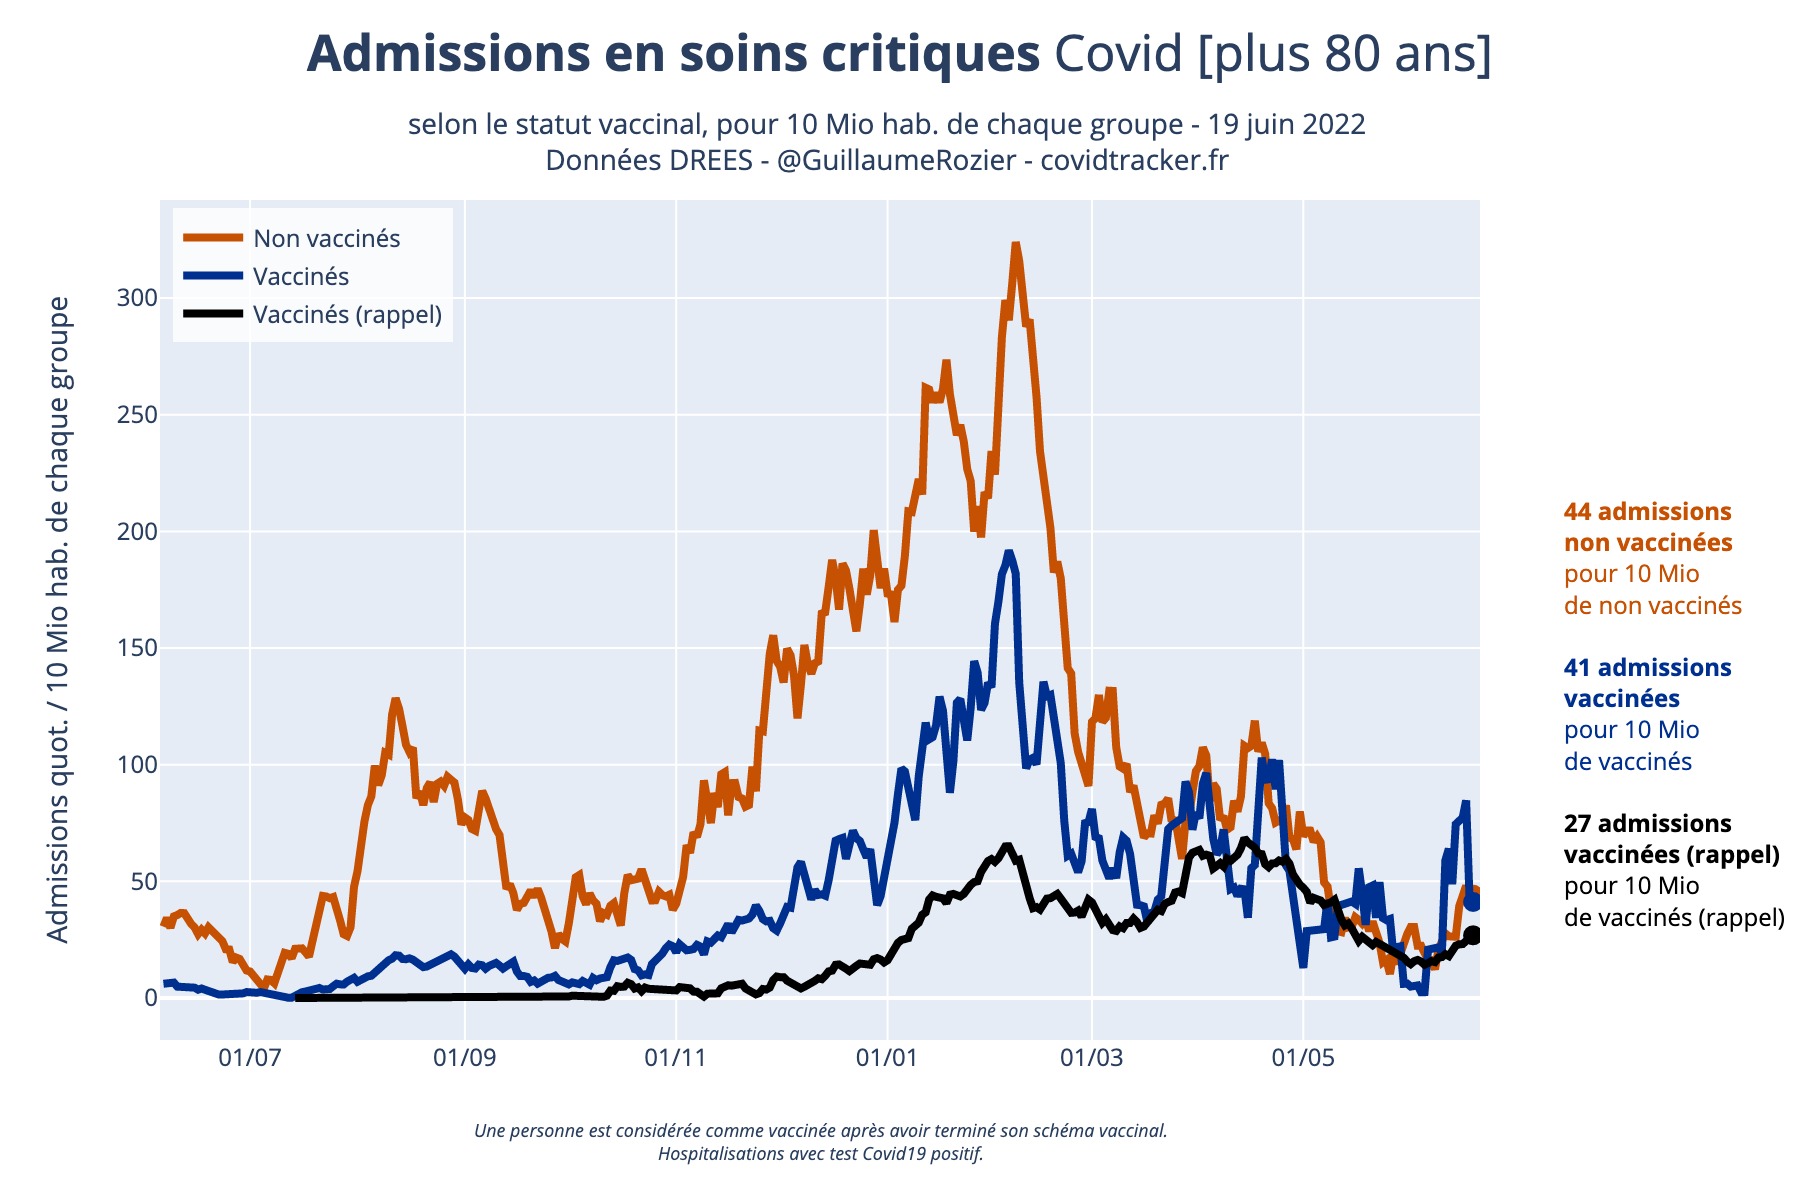 Admissions en soins critiques Covid [plus 80 ans]
selon le statut vaccinal, pour 10 Mio hab. de chaque groupe - 19 juin 2022
Données DREES - @GuillaumeRozier - covidtracker.fr
Non vaccinés
Vaccinés
Vaccinés (rappel)
Admissions quot. / 10 Mio hab. de chaque groupe
300
250
200
150
100
50
0
01/07
01/09
01/11
01/01
01/03
01/05
44 admissions
non vaccinées
pour 10 Mio
de non vaccinés
41 admissions
vaccinées
pour 10 Mio
de vaccinés
27 admissions
vaccinées (rappel)
pour 10 Mio
de vaccinés (rappel)
Une personne est considérée comme vaccinée après avoir terminé son schéma vaccinal.
Hospitalisations avec test Covid19 positif.